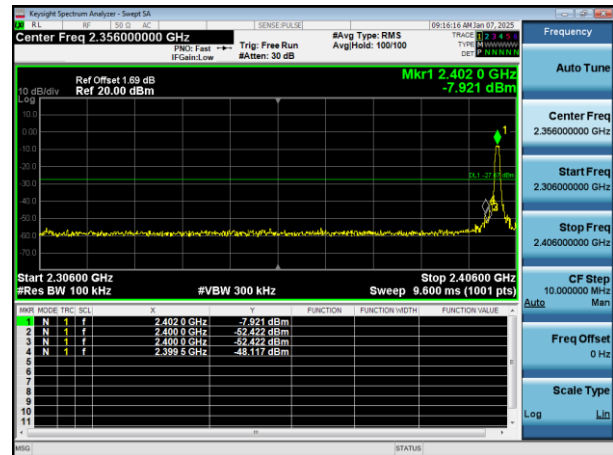 Keysight Spectrum Analyzer - Swept SA
RL RF 50 Ω AC SENSE:PULSE 09:16:16 AM Jan 07, 2025
Center Freq 2.356000000 GHz #Avg Type: RMS TRACE 1 2 3 4 5 6
PNO: Fast Trig: Free Run Avg|Hold: 100/100 TYPE M WWWWW
IFGain:Low #Atten: 30 dB DET P N N N N N
Ref Offset 1.69 dB Mkr1 2.402 0 GHz
10 dB/div Ref 20.00 dBm -7.921 dBm
Log
10.0
0.00
1
-10.0
-20.0
-30.0
-40.0
3
-50.0
-60.0
-70.0
Start 2.30600 GHz Stop 2.40600 GHz
#Res BW 100 kHz #VBW 300 kHz Sweep 9.600 ms (1001 pts)
MKR MODE TRC SCL X Y FUNCTION FUNCTION WIDTH FUNCTION VALUE
1 N 1 f 2.402 0 GHz -7.921 dBm
2 N 1 f 2.400 0 GHz -52.422 dBm
3 N 1 f 2.400 0 GHz -52.422 dBm
4 N 1 f 2.399 5 GHz -48.117 dBm
5
6
7
8
9
10
11
MSG STATUS
Frequency
Auto Tune
Center Freq
2.356000000 GHz
Start Freq
2.306000000 GHz
Stop Freq
2.406000000 GHz
CF Step
10.000000 MHz
Auto Man
Freq Offset
0 Hz
Scale Type
Log Lin